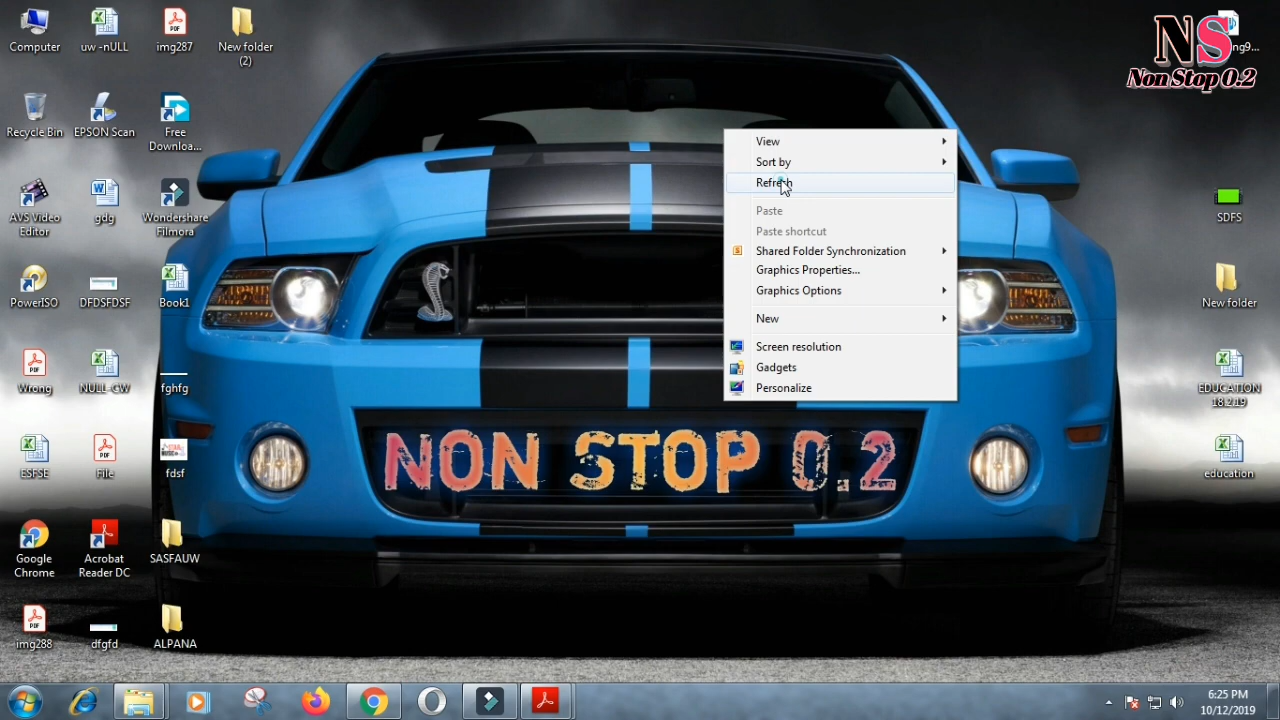 Computer
uw -nULL
img287
New folder
(2)
NS
Non Stop 0.2
Recycle Bin
EPSON Scan
Free
Downloa...
AVS Video
Editor
gdg
Wondershare
Filmora
SDFS
PowerISO
DFDSFDSF
Book1
New folder
Wrong
NULL-CW
fghfg
EDUCATION
18.2.19
ESFSE
File
fdsf
education
Google
Chrome
Acrobat
Reader DC
SASFAUW
img288
dfgfd
ALPANA
View
Sort by
Refresh
Paste
Paste shortcut
Shared Folder Synchronization
Graphics Properties...
Graphics Options
New
Screen resolution
Gadgets
Personalize
NON STOP 0.2
6:25 PM
10/12/2019